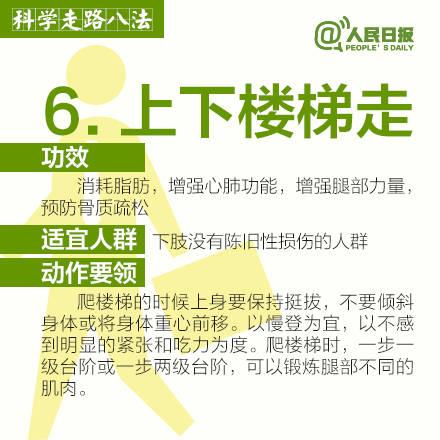 科学走路八法
@人民日报
PEOPLE'S DAILY
6. 上下楼梯走
功效
消耗脂肪，增强心肺功能，增强腿部力量，
预防骨质疏松
适宜人群 下肢没有陈旧性损伤的人群
动作要领
爬楼梯的时候上身要保持挺拔，不要倾斜
身体或将身体重心前移。以慢登为宜，以不感
到明显的紧张和吃力为度。爬楼梯时，一步一
级台阶或一步两级台阶，可以锻炼腿部不同的
肌肉。